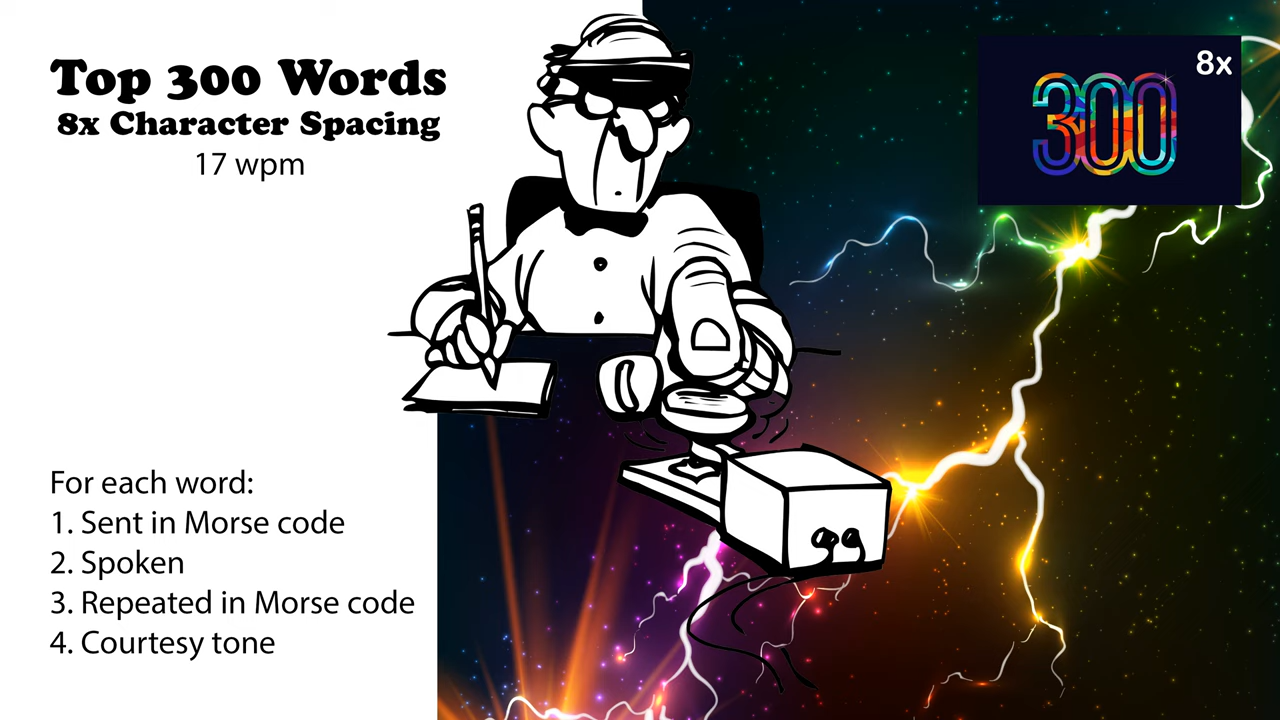 Top 300 Words
8x Character Spacing
17 wpm
8x
300
For each word:
1. Sent in Morse code
2. Spoken
3. Repeated in Morse code
4. Courtesy tone